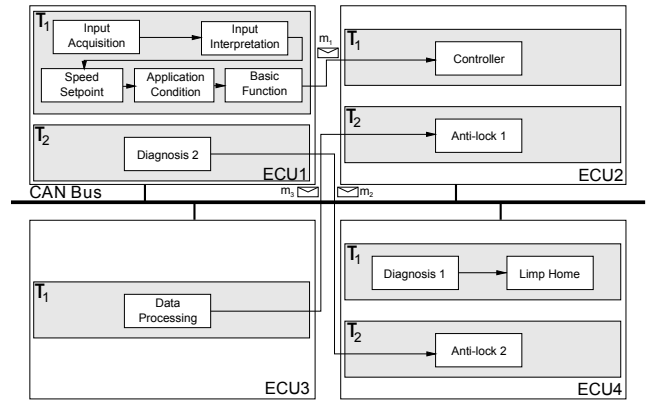 T1
Input
Acquisition
Input
Interpretation
Speed
Setpoint
Application
Condition
Basic
Function
T2
Diagnosis 2
ECU1
m1
T1
Controller
T2
Anti-lock 1
ECU2
CAN Bus
m3
m2
T1
Data
Processing
ECU3
T1
Diagnosis 1
Limp Home
T2
Anti-lock 2
ECU4